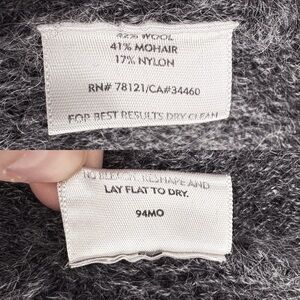 42% WOOL
41% MOHAIR
17% NYLON
RN# 78121/CA#34460
FOR BEST RESULTS DRY CLEAN
NO BLEACH. RESHAPE AND
LAY FLAT TO DRY.
94MO